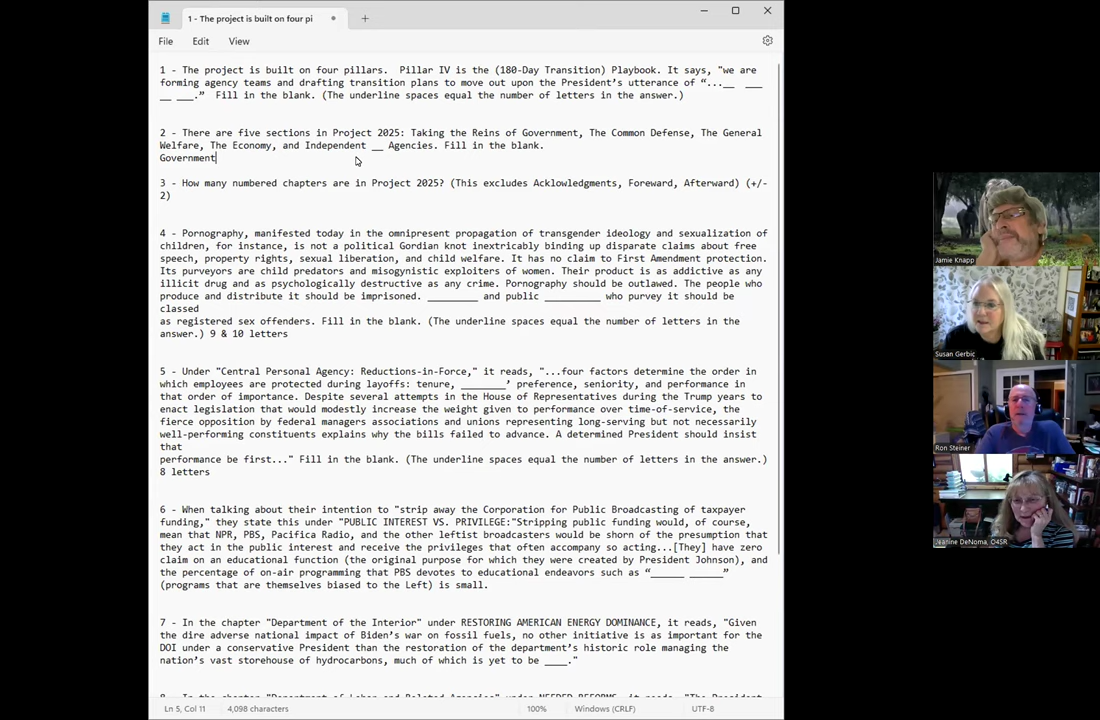 1 - The project is built on four pi
File Edit View
1 - The project is built on four pillars.  Pillar IV is the (180-Day Transition) Playbook. It says, "we are
forming agency teams and drafting transition plans to move out upon the President’s utterance of “...__  ___
__ ___.”  Fill in the blank. (The underline spaces equal the number of letters in the answer.)
2 - There are five sections in Project 2025: Taking the Reins of Government, The Common Defense, The General
Welfare, The Economy, and Independent __ Agencies. Fill in the blank.
Government
3 - How many numbered chapters are in Project 2025? (This excludes Acklowledgments, Foreward, Afterward) (+/-
2)
4 - Pornography, manifested today in the omnipresent propagation of transgender ideology and sexualization of
children, for instance, is not a political Gordian knot inextricably binding up disparate claims about free
speech, property rights, sexual liberation, and child welfare. It has no claim to First Amendment protection.
Its purveyors are child predators and misogynistic exploiters of women. Their product is as addictive as any
illicit drug and as psychologically destructive as any crime. Pornography should be outlawed. The people who
produce and distribute it should be imprisoned. _________ and public __________ who purvey it should be
classed
as registered sex offenders. Fill in the blank. (The underline spaces equal the number of letters in the
answer.) 9 & 10 letters
5 - Under "Central Personal Agency: Reductions-in-Force," it reads, "...four factors determine the order in
which employees are protected during layoffs: tenure, ________’ preference, seniority, and performance in
that order of importance. Despite several attempts in the House of Representatives during the Trump years to
enact legislation that would modestly increase the weight given to performance over time-of-service, the
fierce opposition by federal managers associations and unions representing long-serving but not necessarily
well-performing constituents explains why the bills failed to advance. A determined President should insist
that
performance be first..." Fill in the blank. (The underline spaces equal the number of letters in the answer.)
8 letters
6 - When talking about their intention to "strip away the Corporation for Public Broadcasting of taxpayer
funding," they state this under "PUBLIC INTEREST VS. PRIVILEGE:"Stripping public funding would, of course,
mean that NPR, PBS, Pacifica Radio, and the other leftist broadcasters would be shorn of the presumption that
they act in the public interest and receive the privileges that often accompany so acting...[They] have zero
claim on an educational function (the original purpose for which they were created by President Johnson), and
the percentage of on-air programming that PBS devotes to educational endeavors such as “______ ______”
(programs that are themselves biased to the Left) is small.
7 - In the chapter "Department of the Interior" under RESTORING AMERICAN ENERGY DOMINANCE, it reads, "Given
the dire adverse national impact of Biden’s war on fossil fuels, no other initiative is as important for the
DOI under a conservative President than the restoration of the department’s historic role managing the
nation’s vast storehouse of hydrocarbons, much of which is yet to be ____."
8 - In the chapter "Department of Labor and Related Agencies" under NEEDED REFORMS, it reads, "The President
Ln 5, Col 11 4,098 characters 100% Windows (CRLF) UTF-8
Jamie Knapp
Susan Gerbic
Ron Steiner
Jeanine DeNoma, O4SR